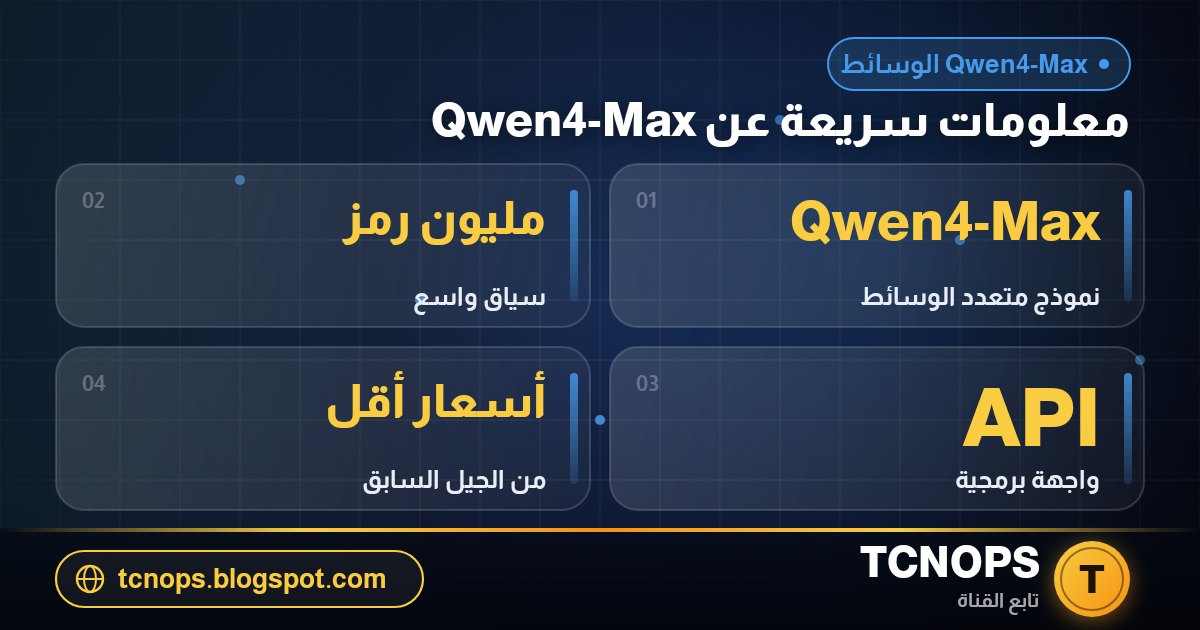 Qwen4-Max الوسائط
معلومات سريعة عن Qwen4-Max
01
Qwen4-Max
نموذج متعدد الوسائط
02
مليون رمز
سياق واسع
03
API
واجهة برمجية
04
أسعار أقل
من الجيل السابق
T
TCNOPS
تابع القناة
tcnops.blogspot.com